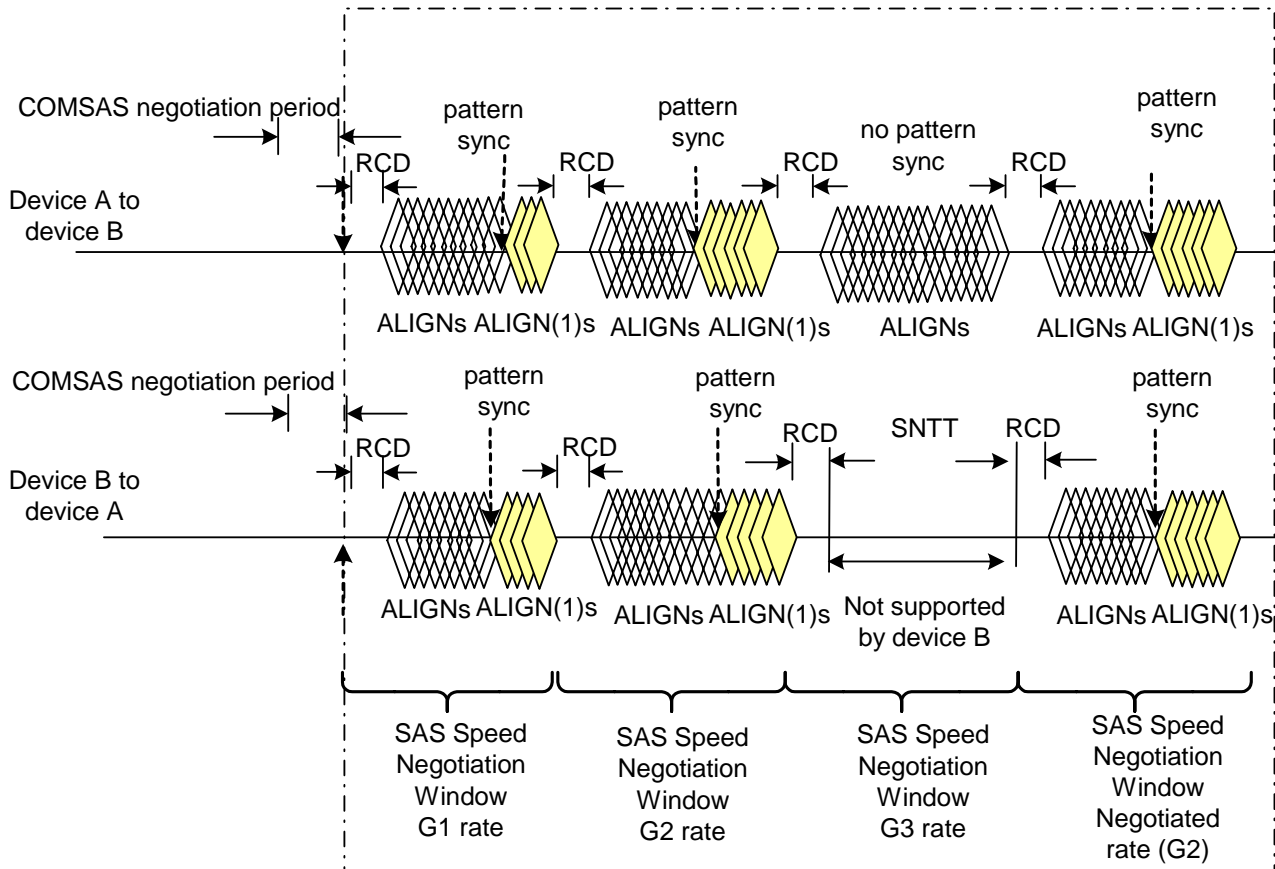 COMSAS negotiation period
pattern
sync
pattern
sync
no pattern
sync
pattern
sync
RCD
RCD
RCD
RCD
Device A to
device B
ALIGNs ALIGN(1)s
ALIGNs ALIGN(1)s
ALIGNs
ALIGNs ALIGN(1)s
COMSAS negotiation period
pattern
sync
pattern
sync
pattern
sync
RCD
RCD
RCD
SNTT
RCD
Device B to
device A
ALIGNs ALIGN(1)s
ALIGNs ALIGN(1)s
Not supported
by device B
ALIGNs ALIGN(1)s
SAS Speed
Negotiation
Window
G1 rate
SAS Speed
Negotiation
Window
G2 rate
SAS Speed
Negotiation
Window
G3 rate
SAS Speed
Negotiation
Window
Negotiated
rate (G2)